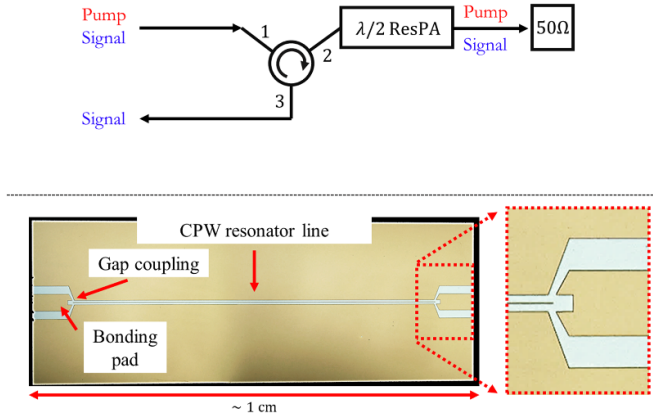 Pump
Signal
1
2
3
λ/2 ResPA
Pump
Signal
50Ω
Signal
CPW resonator line
Gap coupling
Bonding
pad
~ 1 cm